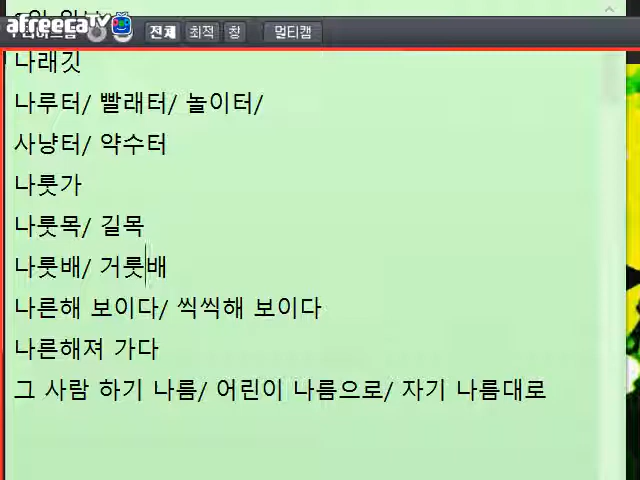 afreecaTV
전체 최적 창 멀티캠
나래깃
나루터/ 빨래터/ 놀이터/
사냥터/ 약수터
나룻가
나룻목/ 길목
나룻배/ 거룻배
나른해 보이다/ 씩씩해 보이다
나른해져 가다
그 사람 하기 나름/ 어린이 나름으로/ 자기 나름대로